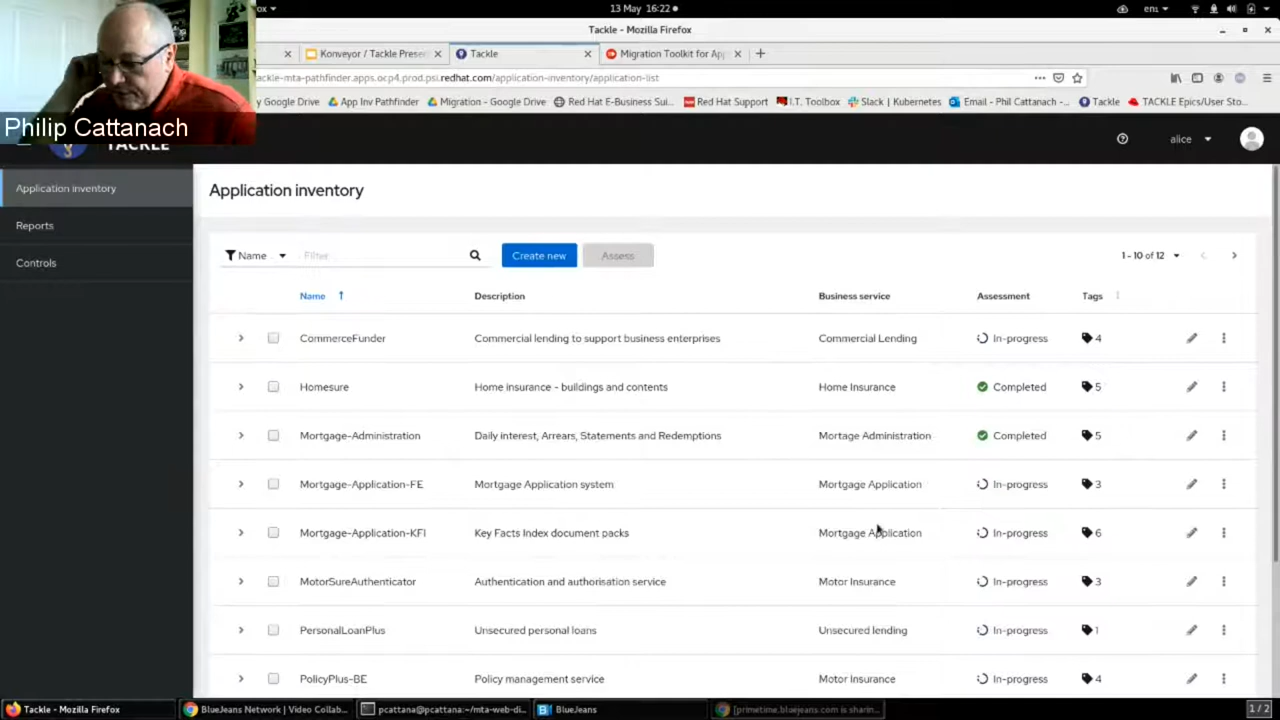 ox
13 May 16:22
en1
Tackle - Mozilla Firefox
Konveyor / Tackle Prese
Tackle
Migration Toolkit for Ap
ackle-mta-pathfinder.apps.ocp4.prod.psi.redhat.com/application-inventory/application-list
y Google Drive
App Inv Pathfinder
Migration - Google Drive
Red Hat E-Business Sui...
Red Hat Support
I.T. Toolbox
Slack | Kubernetes
Email - Phil Cattanach -...
Tackle
TACKLE Epics/User Sto...
Philip Cattanach
TACKLE
alice
Application inventory
Reports
Controls
Application inventory
Name
Filter
Create new
Assess
1 - 10 of 12
Name Description Business service Assessment Tags
CommerceFunder Commercial lending to support business enterprises Commercial Lending In-progress 4
Homesure Home insurance - buildings and contents Home Insurance Completed 5
Mortgage-Administration Daily interest, Arrears, Statements and Redemptions Mortage Administration Completed 5
Mortgage-Application-FE Mortgage Application system Mortgage Application In-progress 3
Mortgage-Application-KFI Key Facts Index document packs Mortgage Application In-progress 6
MotorSureAuthenticator Authentication and authorisation service Motor Insurance In-progress 3
PersonalLoanPlus Unsecured personal loans Unsecured lending In-progress 1
PolicyPlus-BE Policy management service Motor Insurance In-progress 4
Tackle - Mozilla Firefox
BlueJeans Network | Video Collab...
pcattana@pcattana:~/mta-web-di...
BlueJeans
[primetime.bluejeans.com is sharin...
1 / 2